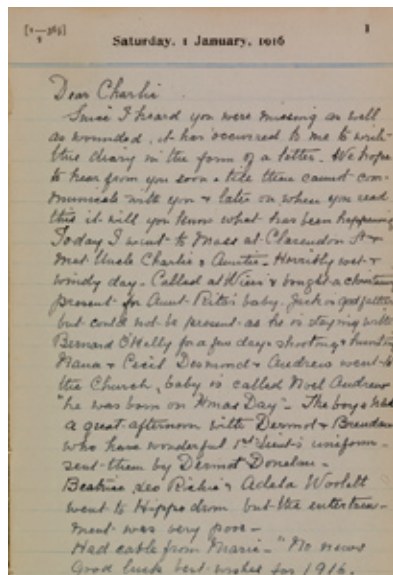 [1—365]
1
1
Saturday, 1 January, 1916
Dear Charlie
Since I heard you were missing as well
as wounded, it has occurred to me to write
this diary in the form of a letter. We hope
to hear from you soon & till then cannot com-
municate with you & later on when you read
this it will you know what has been happening
Today I went to Mass at Clarendon St &
met Uncle Charlie & Auntie - Horribly wet &
windy day - Called at & bought a christening
present for Aunt Rita's baby. Jack is godfather
but could not be present as he is staying with
Bernard O'Reilly for a few days shooting & hunting
Nana & Cecil Desmond & Andrew went to
the Church, baby is called Noel Andrew
"he was born on Xmas Day" - The boys had
a great afternoon with Dermot & Brendan
who have wonderful 1st Lieut's uniform -
sent them by Dermot Donelan -
Beatrice Leo Richie & Adela Woollett
went to Hippodrom but the entertain-
ment was very poor -
Had cable from Marie - "No news
Good luck best wishes for 1916.